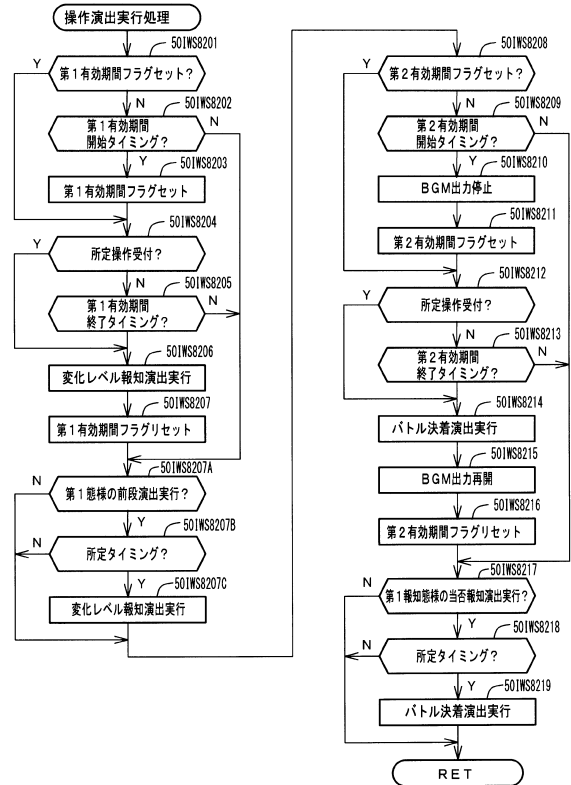 操作演出実行処理
50IWS8201
Y
第1有効期間フラグセット？
N
50IWS8202
第1有効期間
開始タイミング？
N
Y
50IWS8203
第1有効期間フラグセット
50IWS8204
Y
所定操作受付？
N
50IWS8205
第1有効期間
終了タイミング？
N
Y
50IWS8206
変化レベル報知演出実行
50IWS8207
第1有効期間フラグリセット
50IWS8207A
N
第1態様の前段演出実行？
Y
50IWS8207B
N
所定タイミング？
Y
50IWS8207C
変化レベル報知演出実行
50IWS8208
Y
第2有効期間フラグセット？
N
50IWS8209
第2有効期間
開始タイミング？
N
Y
50IWS8210
BGM出力停止
50IWS8211
第2有効期間フラグセット
50IWS8212
Y
所定操作受付？
N
50IWS8213
第2有効期間
終了タイミング？
N
Y
50IWS8214
バトル決着演出実行
50IWS8215
BGM出力再開
50IWS8216
第2有効期間フラグリセット
50IWS8217
N
第1報知態様の当否報知演出実行？
Y
50IWS8218
N
所定タイミング？
Y
50IWS8219
バトル決着演出実行
RET